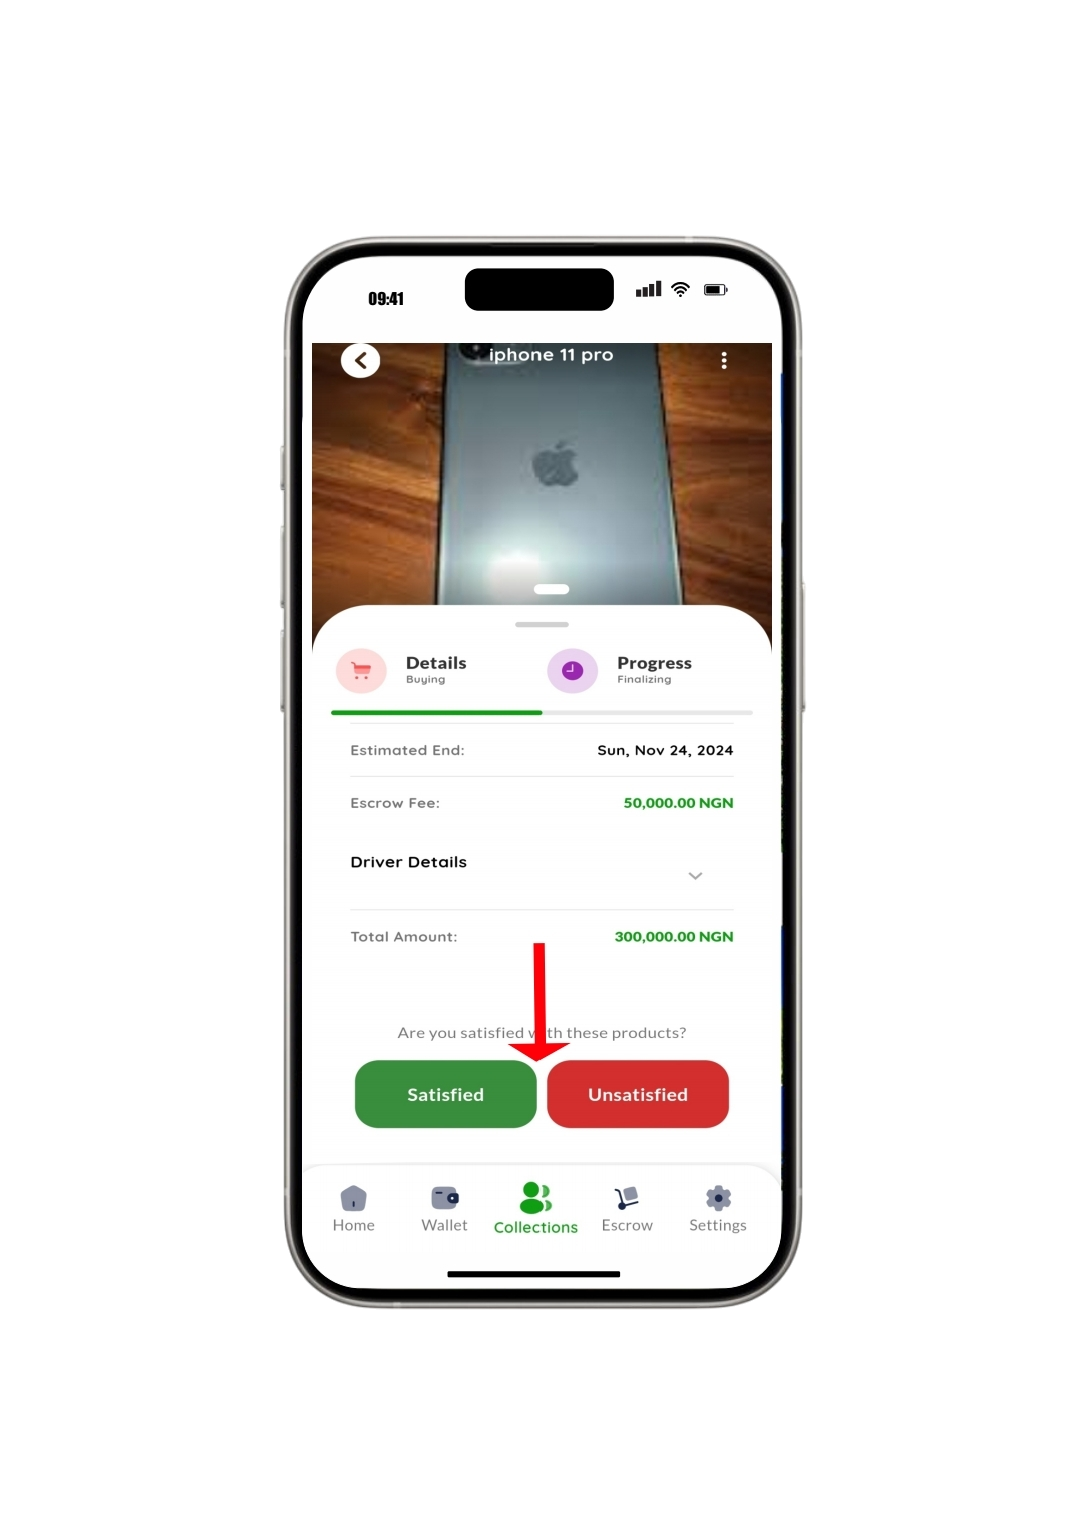 09:41
iphone 11 pro
Details
Buying
Progress
Finalizing
Estimated End: Sun, Nov 24, 2024
Escrow Fee: 50,000.00 NGN
Driver Details
Total Amount: 300,000.00 NGN
Are you satisfied with these products?
Satisfied Unsatisfied
Home Wallet Collections Escrow Settings